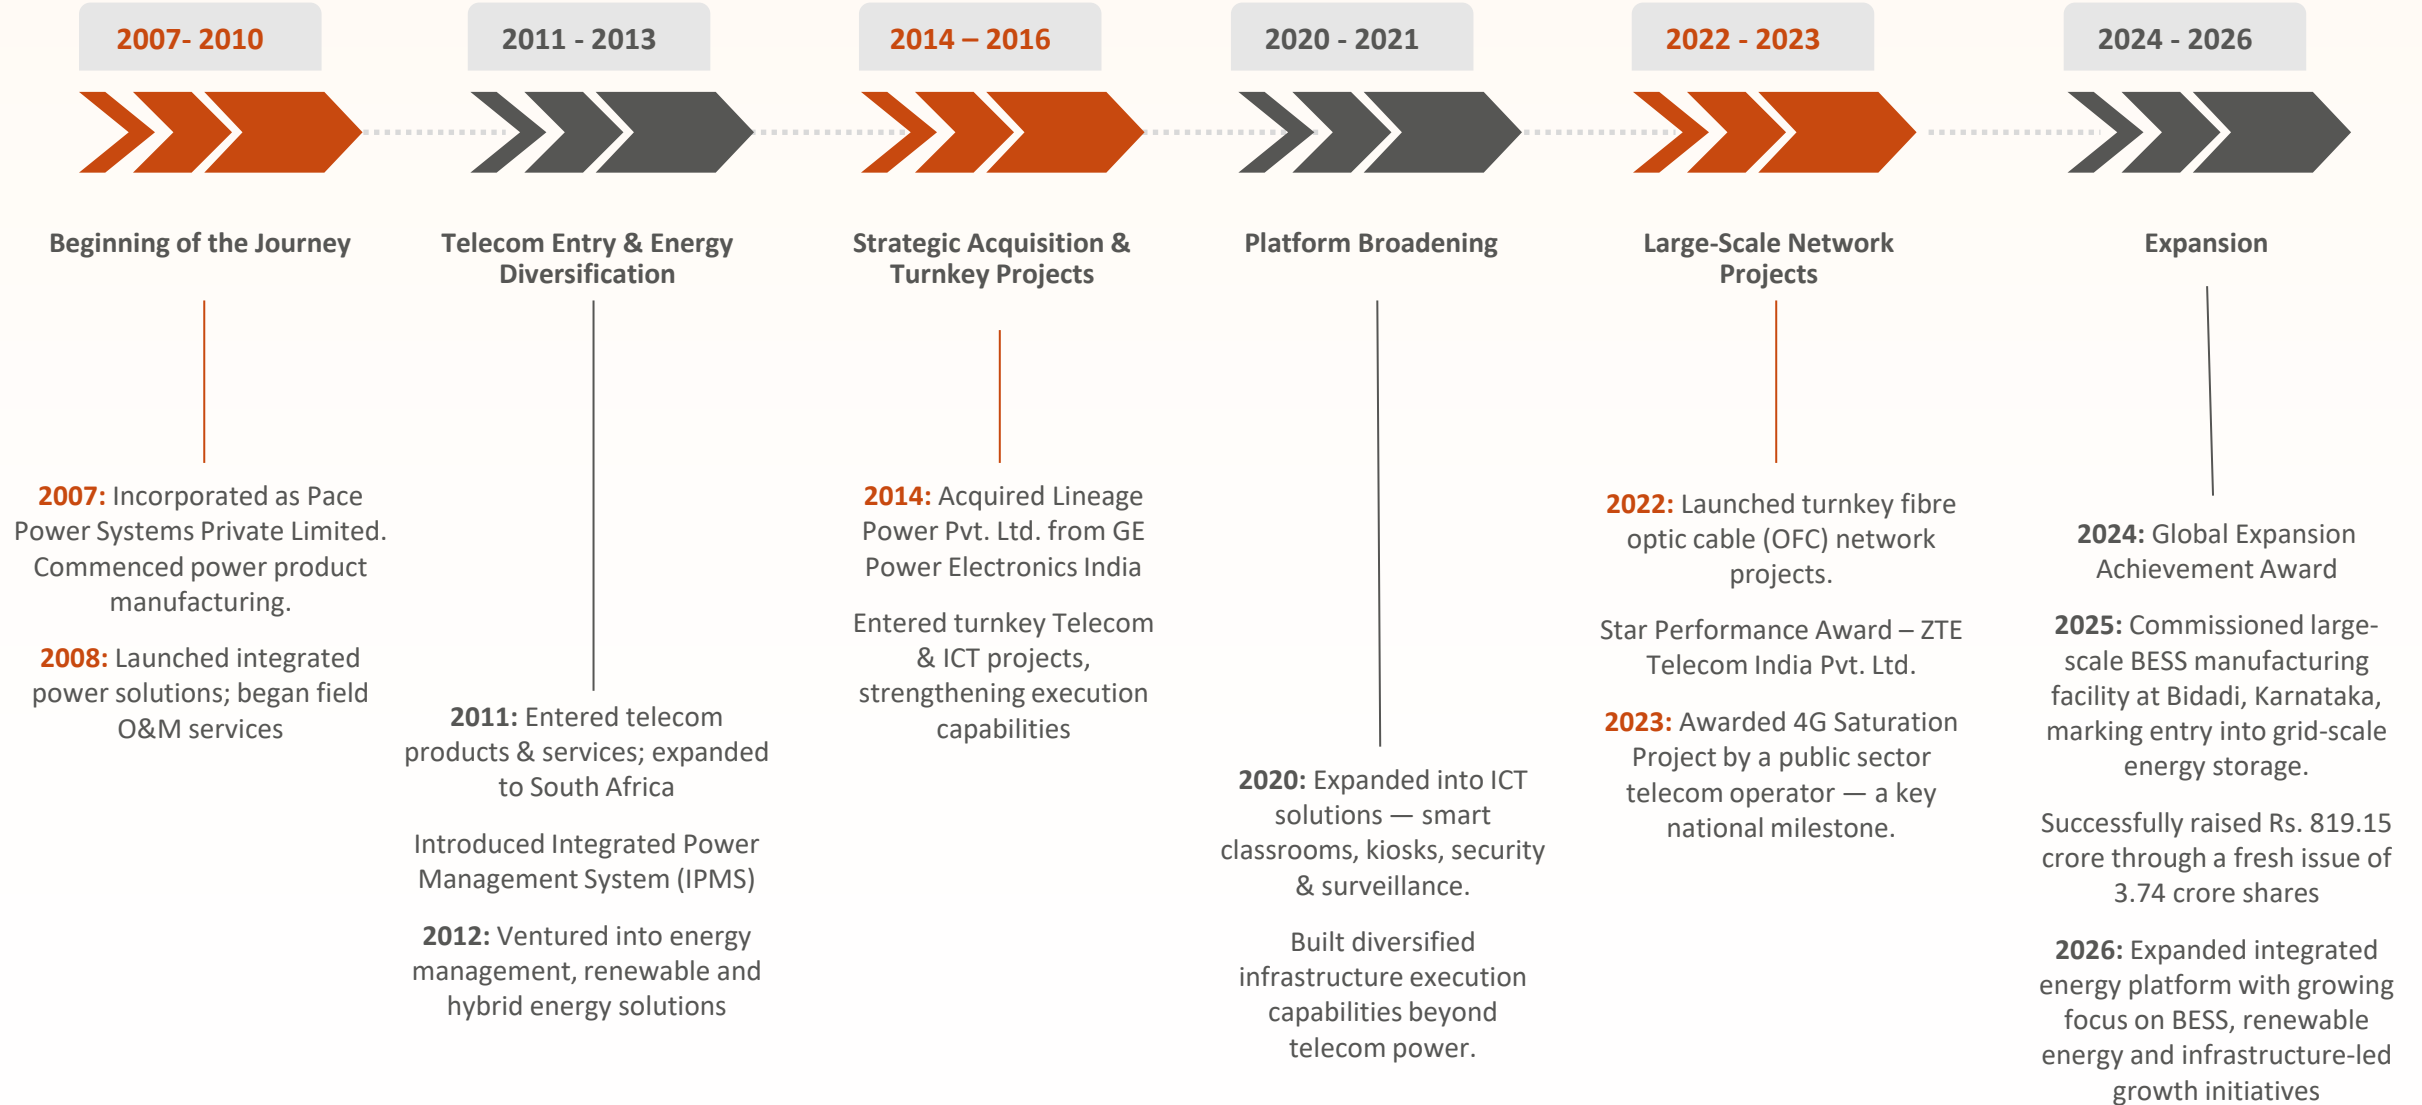 2007- 2010
2011 - 2013
2014 – 2016
2020 - 2021
2022 - 2023
2024 - 2026
Beginning of the Journey
Telecom Entry & Energy
Diversification
Strategic Acquisition &
Turnkey Projects
Platform Broadening
Large-Scale Network
Projects
Expansion
2007: Incorporated as Pace
Power Systems Private Limited.
Commenced power product
manufacturing.
2008: Launched integrated
power solutions; began field
O&M services
2011: Entered telecom
products & services; expanded
to South Africa
Introduced Integrated Power
Management System (IPMS)
2012: Ventured into energy
management, renewable and
hybrid energy solutions
2014: Acquired Lineage
Power Pvt. Ltd. from GE
Power Electronics India
Entered turnkey Telecom
& ICT projects,
strengthening execution
capabilities
2020: Expanded into ICT
solutions — smart
classrooms, kiosks, security
& surveillance.
Built diversified
infrastructure execution
capabilities beyond
telecom power.
2022: Launched turnkey fibre
optic cable (OFC) network
projects.
Star Performance Award – ZTE
Telecom India Pvt. Ltd.
2023: Awarded 4G Saturation
Project by a public sector
telecom operator — a key
national milestone.
2024: Global Expansion
Achievement Award
2025: Commissioned large-
scale BESS manufacturing
facility at Bidadi, Karnataka,
marking entry into grid-scale
energy storage.
Successfully raised Rs. 819.15
crore through a fresh issue of
3.74 crore shares
2026: Expanded integrated
energy platform with growing
focus on BESS, renewable
energy and infrastructure-led
growth initiatives